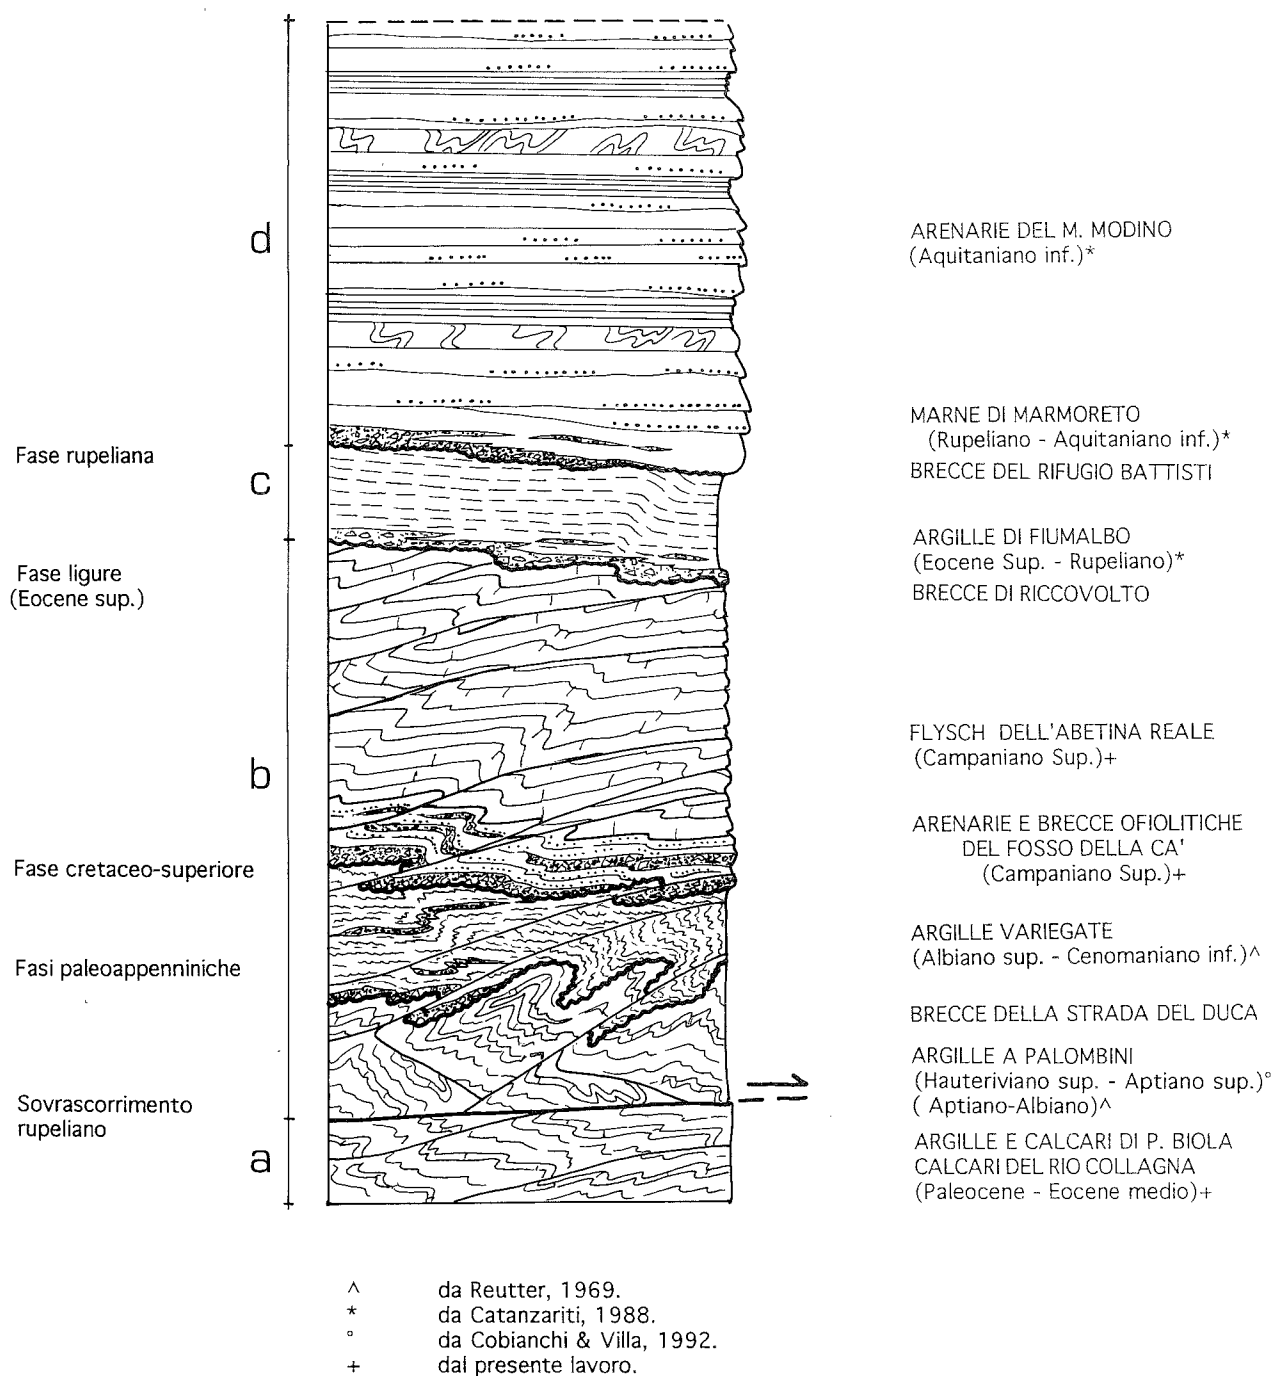 d
ARENARIE DEL M. MODINO
(Aquitaniano inf.)*
MARNE DI MARMORETO
(Rupeliano - Aquitaniano inf.)*
Fase rupeliana
BRECCE DEL RIFUGIO BATTISTI
c
ARGILLE DI FIUMALBO
(Eocene Sup. - Rupeliano)*
Fase ligure
(Eocene sup.)
BRECCE DI RICCOVOLTO
FLYSCH DELL'ABETINA REALE
(Campaniano Sup.)+
b
ARENARIE E BRECCE OFIOLITICHE
DEL FOSSO DELLA CA'
(Campaniano Sup.)+
Fase cretaceo-superiore
ARGILLE VARIEGATE
(Albiano sup. - Cenomaniano inf.)^
Fasi paleoappenniniche
BRECCE DELLA STRADA DEL DUCA
ARGILLE A PALOMBINI
(Hauteriviano sup. - Aptiano sup.)°
( Aptiano-Albiano)^
Sovrascorrimento
rupeliano
a
ARGILLE E CALCARI DI P. BIOLA
CALCARI DEL RIO COLLAGNA
(Paleocene - Eocene medio)+
^ da Reutter, 1969.
* da Catanzariti, 1988.
° da Cobianchi & Villa, 1992.
+ dal presente lavoro.